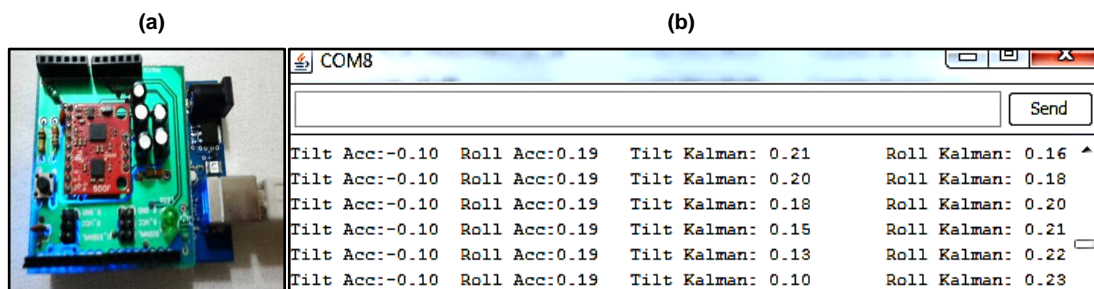 (a)
(b)
COM8
Send
Tilt Acc:-0.10 Roll Acc:0.19 Tilt Kalman: 0.21 Roll Kalman: 0.16
Tilt Acc:-0.10 Roll Acc:0.19 Tilt Kalman: 0.20 Roll Kalman: 0.18
Tilt Acc:-0.10 Roll Acc:0.19 Tilt Kalman: 0.18 Roll Kalman: 0.20
Tilt Acc:-0.10 Roll Acc:0.19 Tilt Kalman: 0.15 Roll Kalman: 0.21
Tilt Acc:-0.10 Roll Acc:0.19 Tilt Kalman: 0.13 Roll Kalman: 0.22
Tilt Acc:-0.10 Roll Acc:0.19 Tilt Kalman: 0.10 Roll Kalman: 0.23